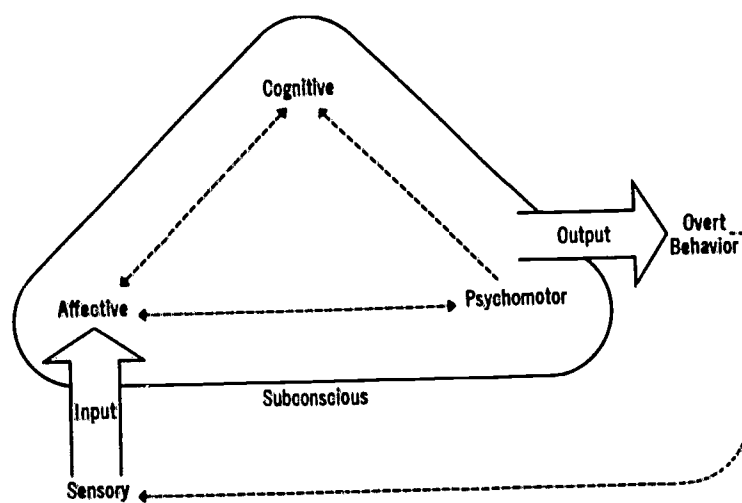 Cognitive
Output
Overt
Behavior
Affective
Psychomotor
Input
Subconscious
Sensory